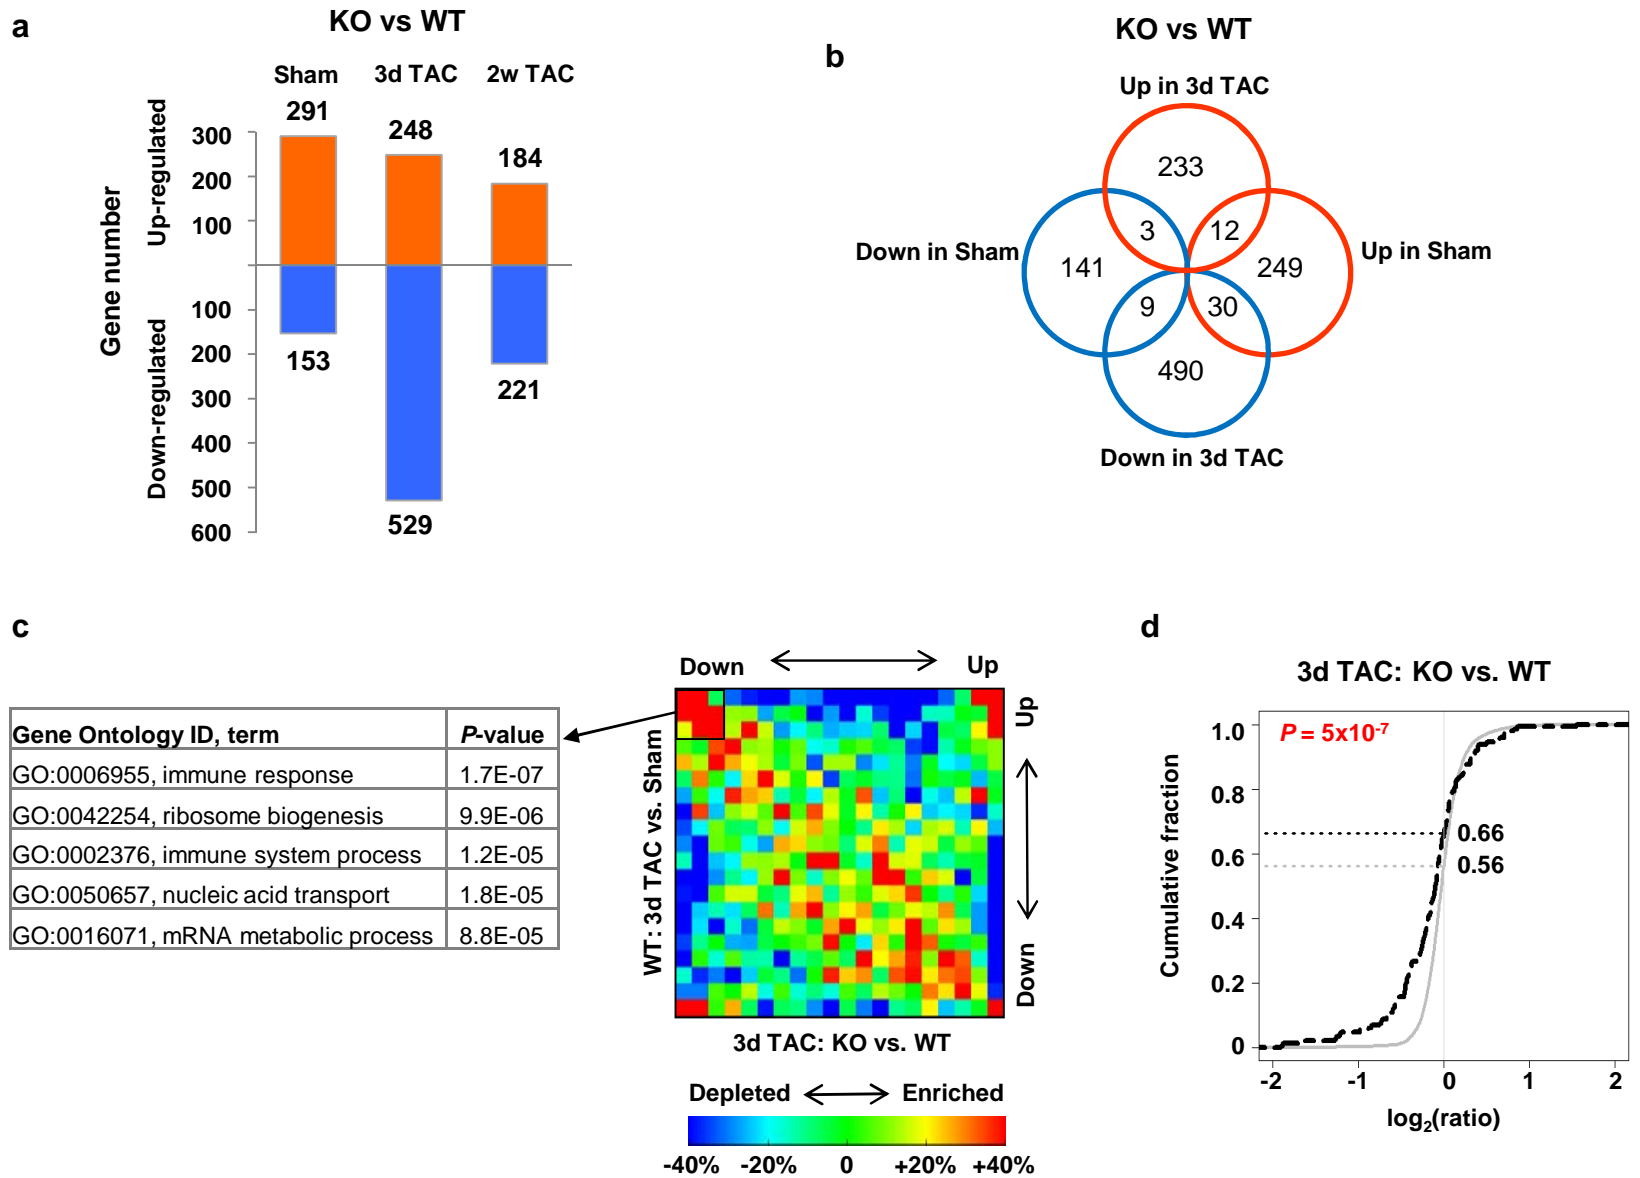 a
KO vs WT
Sham 3d TAC 2w TAC
291
248
184
300
200
100
100
200
300
400
500
600
Gene number
Up-regulated
Down-regulated
153
529
221
b
KO vs WT
Up in 3d TAC
233
3
12
Down in Sham
141
249
Up in Sham
9
30
490
Down in 3d TAC
c
Gene Ontology ID, term P-value
GO:0006955, immune response 1.7E-07
GO:0042254, ribosome biogenesis 9.9E-06
GO:0002376, immune system process 1.2E-05
GO:0050657, nucleic acid transport 1.8E-05
GO:0016071, mRNA metabolic process 8.8E-05
Down Up
WT: 3d TAC vs. Sham
Up
Down
3d TAC: KO vs. WT
Depleted Enriched
-40% -20% 0 +20% +40%
d
3d TAC: KO vs. WT
P = 5x10-7
Cumulative fraction
1.0
0.8
0.6
0.4
0.2
0
0.66
0.56
-2 -1 0 1 2
log2(ratio)